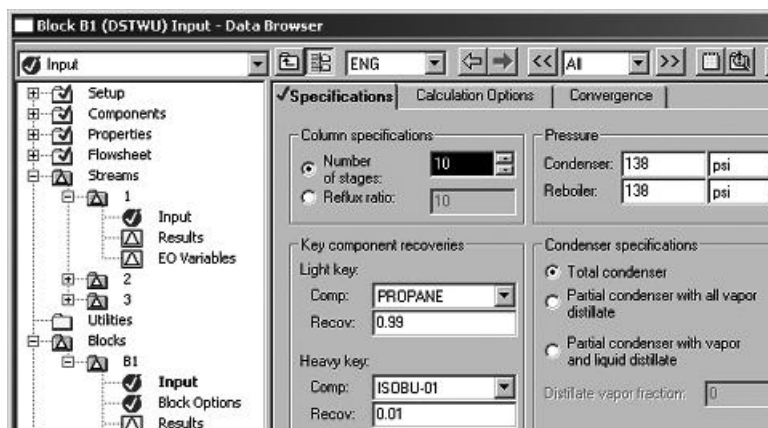 Block B1 (DSTWU) Input - Data Browser
Input
ENG
<<
All
>>
Setup
Components
Properties
Flowsheet
Streams
1
Input
Results
EO Variables
2
3
Utilities
Blocks
B1
Input
Block Options
Results
Specifications
Calculation Options
Convergence
Column specifications
Number
of stages:
10
Reflux ratio:
10
Pressure
Condenser:
138
psi
Reboiler:
138
psi
Key component recoveries
Light key:
Comp:
PROPANE
Recov:
0.99
Heavy key:
Comp:
ISOBU-01
Recov:
0.01
Condenser specifications
Total condenser
Partial condenser with all vapor
distillate
Partial condenser with vapor
and liquid distillate
Distillate vapor fraction:
0